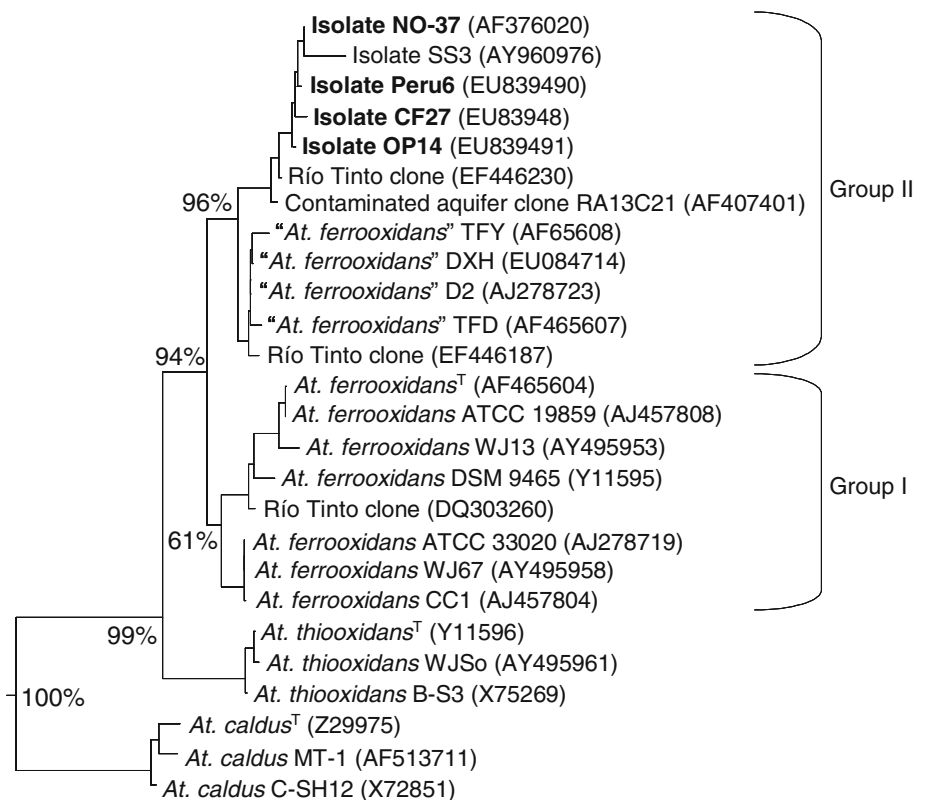 Isolate NO-37 (AF376020)
Isolate SS3 (AY960976)
Isolate Peru6 (EU839490)
Isolate CF27 (EU83948)
Isolate OP14 (EU839491)
Río Tinto clone (EF446230)
Contaminated aquifer clone RA13C21 (AF407401)
Group II
96%
“At. ferrooxidans” TFY (AF65608)
“At. ferrooxidans” DXH (EU084714)
“At. ferrooxidans” D2 (AJ278723)
“At. ferrooxidans” TFD (AF465607)
Río Tinto clone (EF446187)
94%
At. ferrooxidansT (AF465604)
At. ferrooxidans ATCC 19859 (AJ457808)
At. ferrooxidans WJ13 (AY495953)
At. ferrooxidans DSM 9465 (Y11595)
Group I
Río Tinto clone (DQ303260)
61%
At. ferrooxidans ATCC 33020 (AJ278719)
At. ferrooxidans WJ67 (AY495958)
At. ferrooxidans CC1 (AJ457804)
99%
At. thiooxidansT (Y11596)
At. thiooxidans WJSo (AY495961)
At. thiooxidans B-S3 (X75269)
100%
At. caldusT (Z29975)
At. caldus MT-1 (AF513711)
At. caldus C-SH12 (X72851)